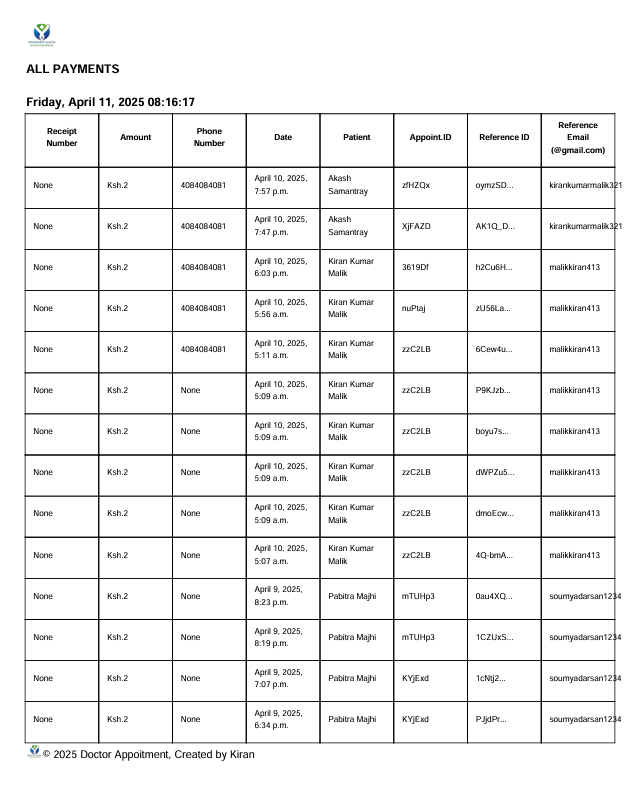 ALL PAYMENTS
Friday, April 11, 2025 08:16:17
Receipt Number Amount Phone Number Date Patient Appoint.ID Reference ID Reference Email (@gmail.com)
None Ksh.2 4084084081 April 10, 2025, 7:57 p.m. Akash Samantray zfHZQx oymzSD... kirankumarmalik321
None Ksh.2 4084084081 April 10, 2025, 7:47 p.m. Akash Samantray XjFAZD AK1Q_D... kirankumarmalik321
None Ksh.2 4084084081 April 10, 2025, 6:03 p.m. Kiran Kumar Malik 3619Df h2Cu6H... malikkiran413
None Ksh.2 4084084081 April 10, 2025, 5:56 a.m. Kiran Kumar Malik nuPtaj zU56La... malikkiran413
None Ksh.2 4084084081 April 10, 2025, 5:11 a.m. Kiran Kumar Malik zzC2LB 6Cew4u... malikkiran413
None Ksh.2 None April 10, 2025, 5:09 a.m. Kiran Kumar Malik zzC2LB P9KJzb... malikkiran413
None Ksh.2 None April 10, 2025, 5:09 a.m. Kiran Kumar Malik zzC2LB boyu7s... malikkiran413
None Ksh.2 None April 10, 2025, 5:09 a.m. Kiran Kumar Malik zzC2LB dWPZu5... malikkiran413
None Ksh.2 None April 10, 2025, 5:09 a.m. Kiran Kumar Malik zzC2LB dmoEcw... malikkiran413
None Ksh.2 None April 10, 2025, 5:07 a.m. Kiran Kumar Malik zzC2LB 4Q-bmA... malikkiran413
None Ksh.2 None April 9, 2025, 8:23 p.m. Pabitra Majhi mTUHp3 0au4XQ... soumyadarsan1234
None Ksh.2 None April 9, 2025, 8:19 p.m. Pabitra Majhi mTUHp3 1CZUxS... soumyadarsan1234
None Ksh.2 None April 9, 2025, 7:07 p.m. Pabitra Majhi KYjExd 1cNtj2... soumyadarsan1234
None Ksh.2 None April 9, 2025, 6:34 p.m. Pabitra Majhi KYjExd PJjdPr... soumyadarsan1234
© 2025 Doctor Appoitment, Created by Kiran